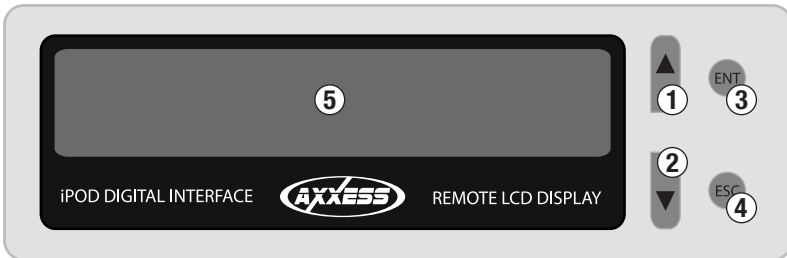 5
▲
1
ENT
3
2
▼
ESC
4
iPOD DIGITAL INTERFACE AXXESS REMOTE LCD DISPLAY